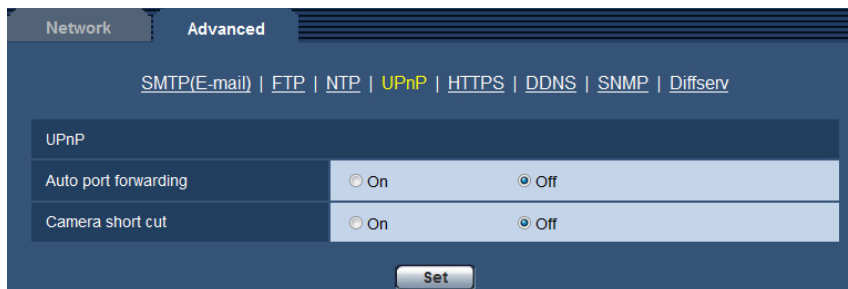 Network Advanced
SMTP(E-mail) | FTP | NTP | UPnP | HTTPS | DDNS | SNMP | Diffserv
UPnP
Auto port forwarding On Off
Camera short cut On Off
Set